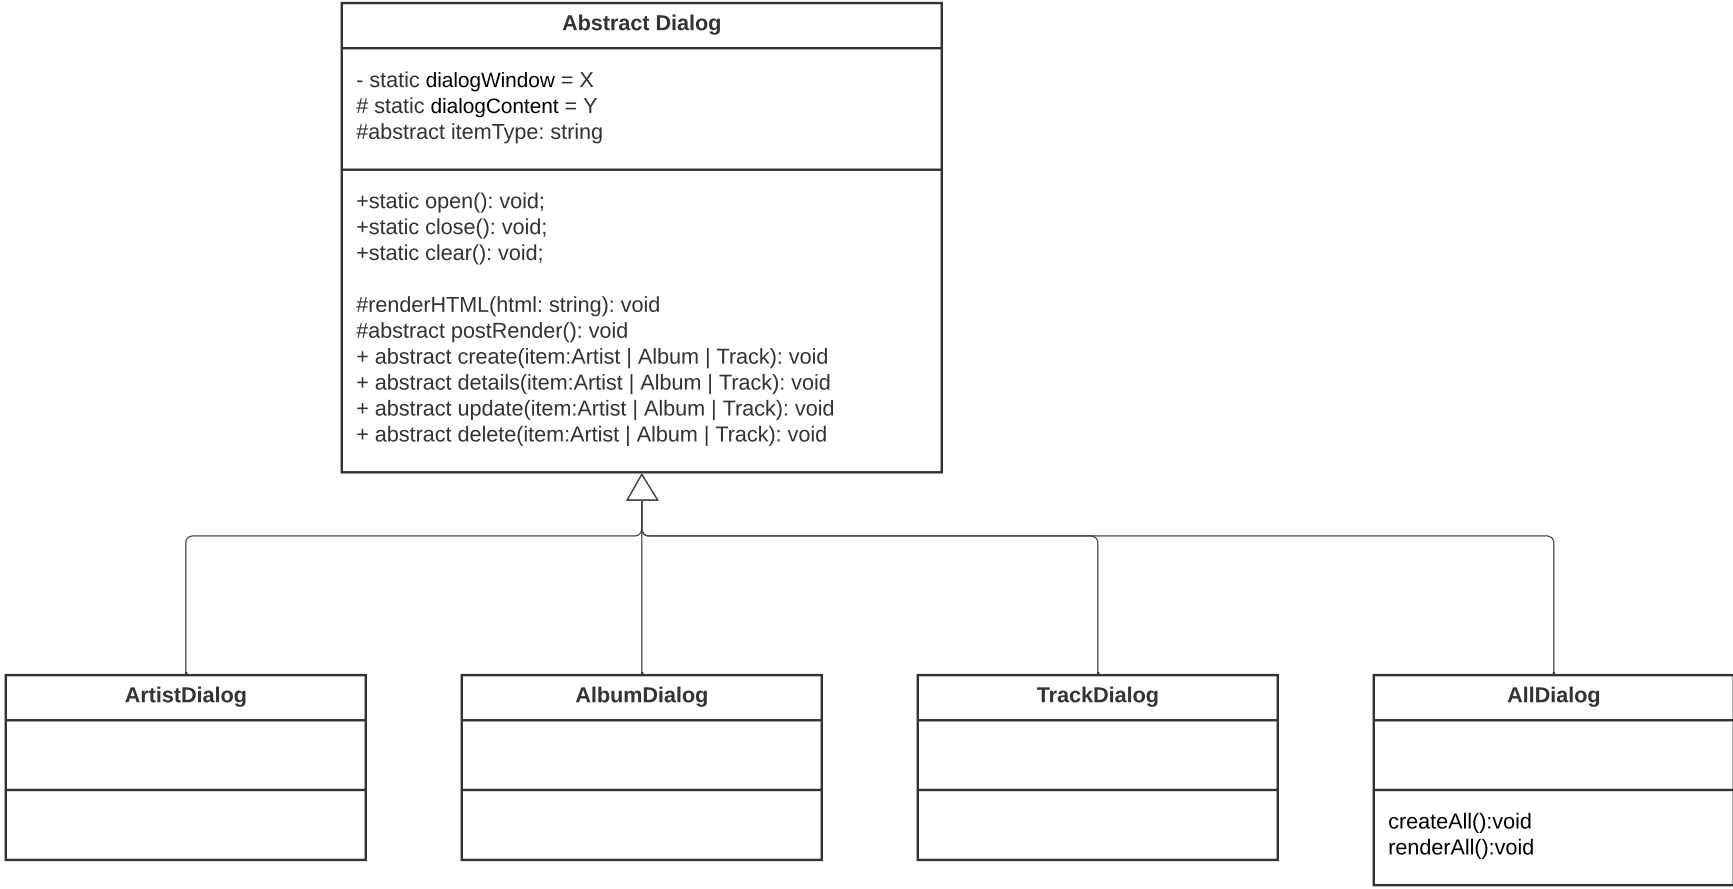 Abstract Dialog
- static dialogWindow = X
# static dialogContent = Y
#abstract itemType: string
+static open(): void;
+static close(): void;
+static clear(): void;
#renderHTML(html: string): void
#abstract postRender(): void
+ abstract create(item:Artist | Album | Track): void
+ abstract details(item:Artist | Album | Track): void
+ abstract update(item:Artist | Album | Track): void
+ abstract delete(item:Artist | Album | Track): void
ArtistDialog
AlbumDialog
TrackDialog
AllDialog
createAll():void
renderAll():void